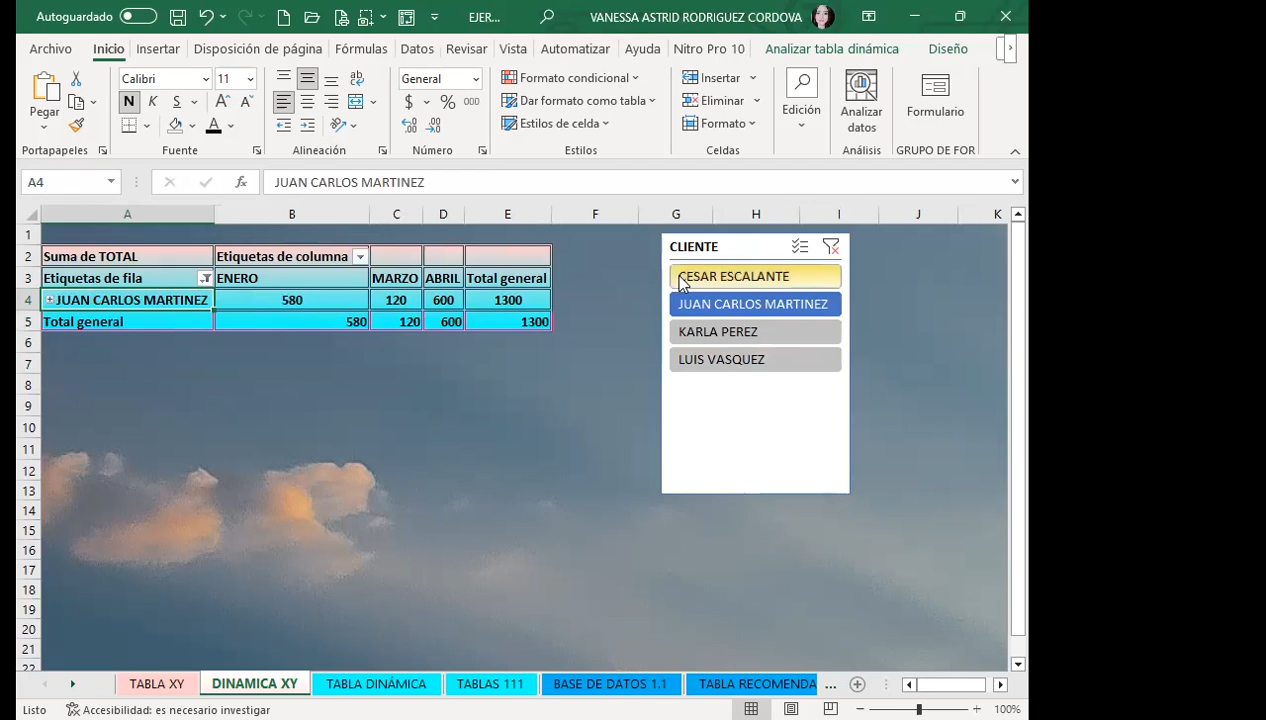 Autoguardado
EJER...
VANESSA ASTRID RODRIGUEZ CORDOVA
Archivo Inicio Insertar Disposición de página Fórmulas Datos Revisar Vista Automatizar Ayuda Nitro Pro 10 Analizar tabla dinámica Diseño
Pegar
Portapapeles
Calibri 11
N K S
Fuente
ab
Alineación
General
$ % 000
Número
Formato condicional
Dar formato como tabla
Estilos de celda
Estilos
Insertar
Eliminar
Formato
Celdas
Edición
Analizar datos
Análisis
Formulario
GRUPO DE FOR
A4 fx JUAN CARLOS MARTINEZ
A B C D E F G H I J K
1
2 Suma de TOTAL Etiquetas de columna
3 Etiquetas de fila ENERO MARZO ABRIL Total general
4 JUAN CARLOS MARTINEZ 580 120 600 1300
5 Total general 580 120 600 1300
6
7
8
9
10
11
12
13
14
15
16
17
18
19
20
21
22
CLIENTE
CESAR ESCALANTE
JUAN CARLOS MARTINEZ
KARLA PEREZ
LUIS VASQUEZ
TABLA XY DINAMICA XY TABLA DINÁMICA TABLAS 111 BASE DE DATOS 1.1 TABLA RECOMENDA ...
Listo Accesibilidad: es necesario investigar 100%